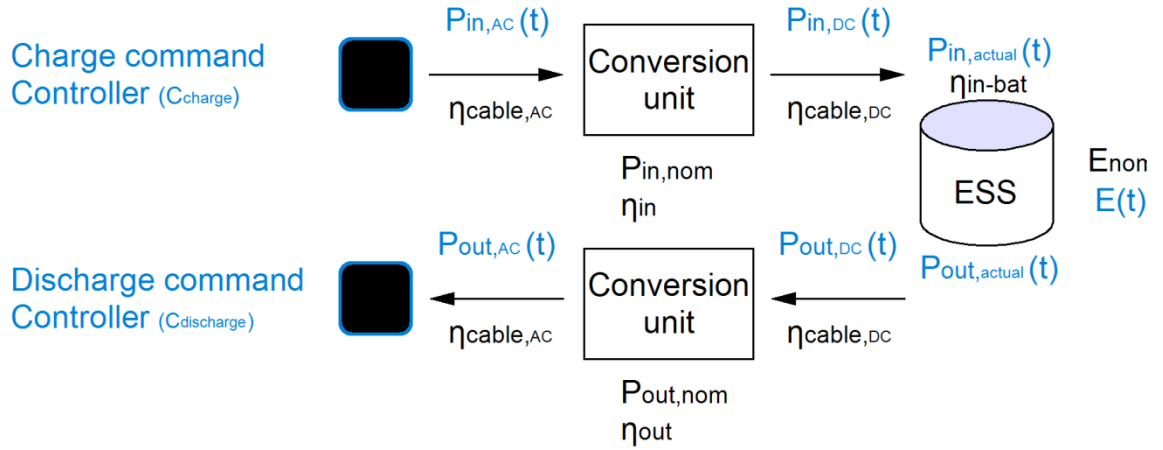 Pin,AC (t)
Pin,DC (t)
Charge command
Controller (Ccharge)
Conversion
unit
Pin,actual (t)
ηin-bat
ηcable,AC
ηcable,DC
Pin,nom
ηin
ESS
Enom
E(t)
Pout,AC (t)
Pout,DC (t)
Pout,actual (t)
Discharge command
Controller (Cdischarge)
Conversion
unit
ηcable,AC
ηcable,DC
Pout,nom
ηout